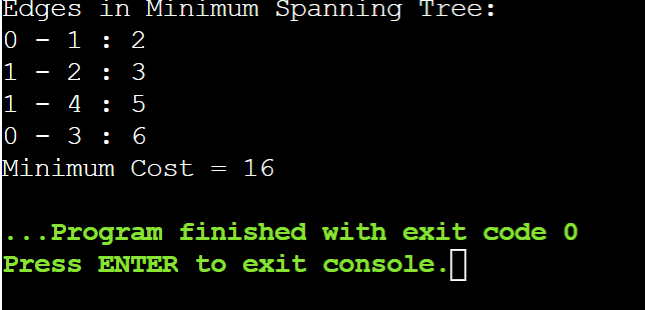 Edges in Minimum Spanning Tree:
0 - 1 : 2
1 - 2 : 3
1 - 4 : 5
0 - 3 : 6
Minimum Cost = 16
...Program finished with exit code 0
Press ENTER to exit console.